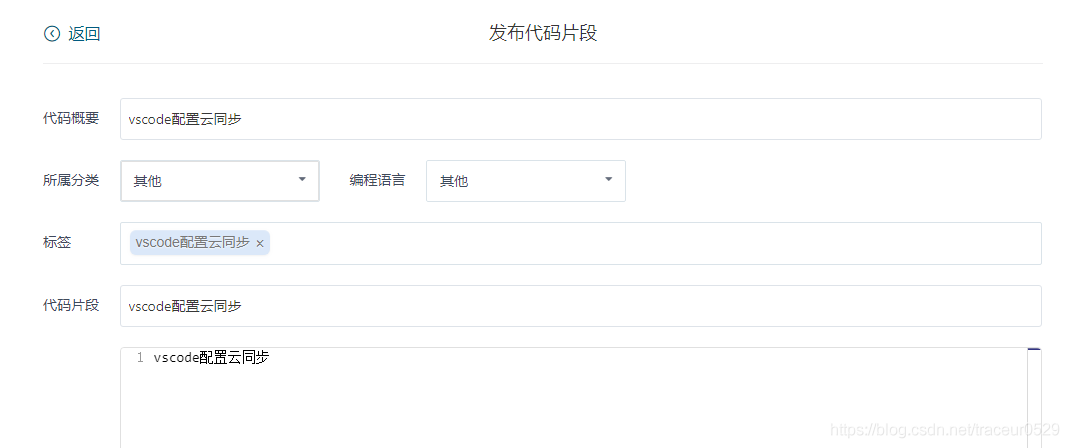 返回 发布代码片段
代码概要 vscode配置云同步
所属分类 其他 编程语言 其他
标签 vscode配置云同步 ×
代码片段 vscode配置云同步
1 vscode配置云同步
https://blog.csdn.net/traceur0529